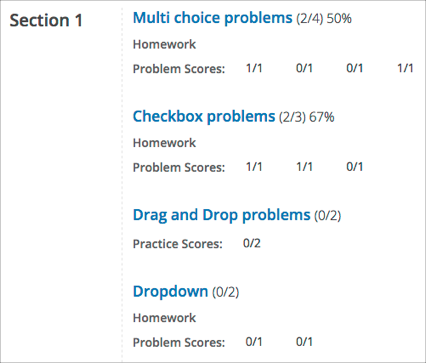 Section 1
Multi choice problems (2/4) 50%
Homework
Problem Scores: 1/1 0/1 0/1 1/1
Checkbox problems (2/3) 67%
Homework
Problem Scores: 1/1 1/1 0/1
Drag and Drop problems (0/2)
Practice Scores: 0/2
Dropdown (0/2)
Homework
Problem Scores: 0/1 0/1